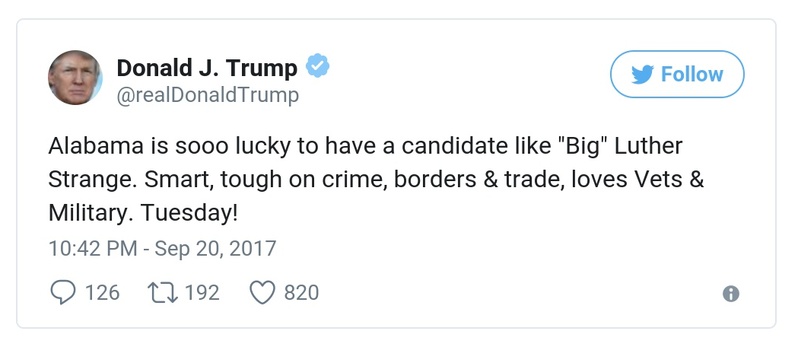 Donald J. Trump
Follow
@realDonaldTrump
Alabama is sooo lucky to have a candidate like "Big" Luther
Strange. Smart, tough on crime, borders & trade, loves Vets &
Military. Tuesday!
10:42 PM - Sep 20, 2017
126 192 820